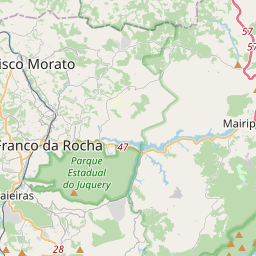 57
isco Morato
57
Mairip
Franco da Rocha
47
Parque
Estadual
do Juquery
aieiras
28